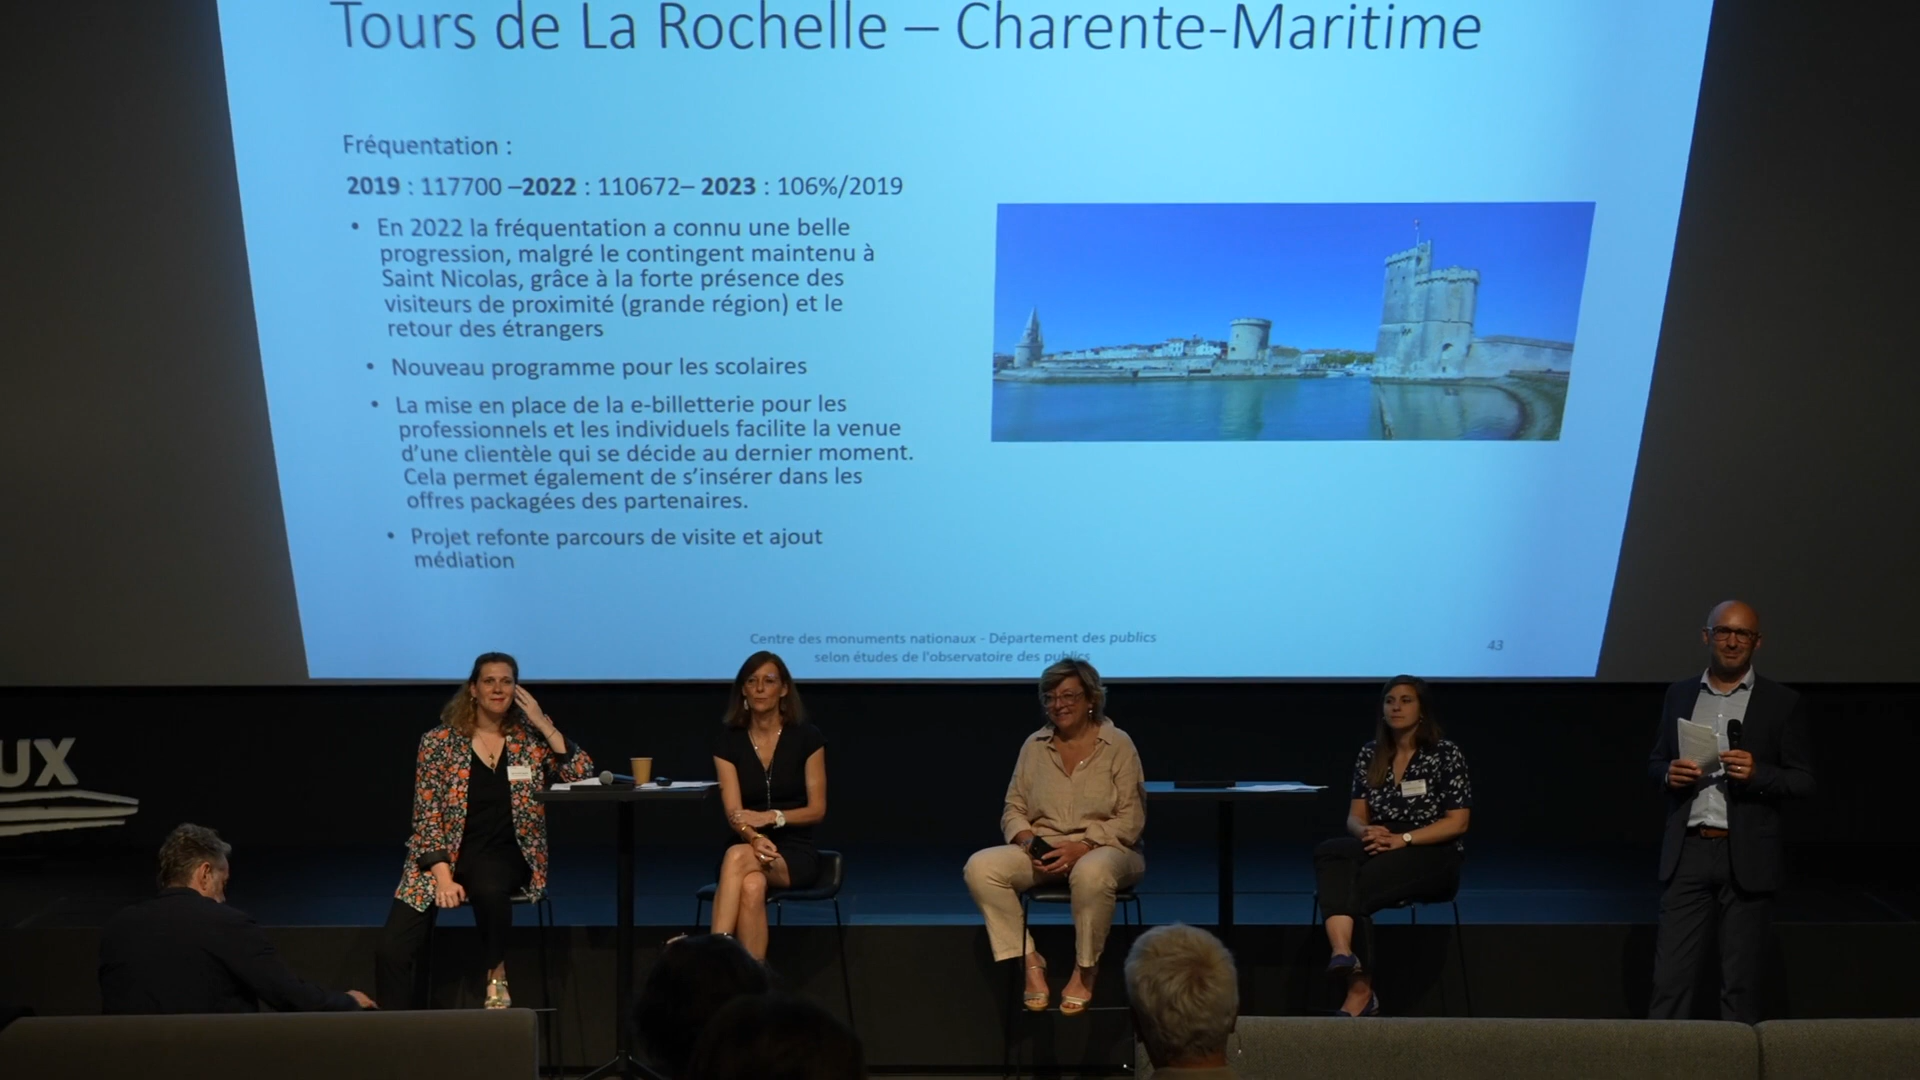 Tours de La Rochelle – Charente-Maritime
Fréquentation :
2019 : 117700 –2022 : 110672– 2023 : 106%/2019
• En 2022 la fréquentation a connu une belle
progression, malgré le contingent maintenu à
Saint Nicolas, grâce à la forte présence des
visiteurs de proximité (grande région) et le
retour des étrangers
• Nouveau programme pour les scolaires
• La mise en place de la e-billetterie pour les
professionnels et les individuels facilite la venue
d’une clientèle qui se décide au dernier moment.
Cela permet également de s’insérer dans les
offres packagées des partenaires.
• Projet refonte parcours de visite et ajout
médiation
Centre des monuments nationaux - Département des publics
selon études de l'observatoire des publics
43
UX